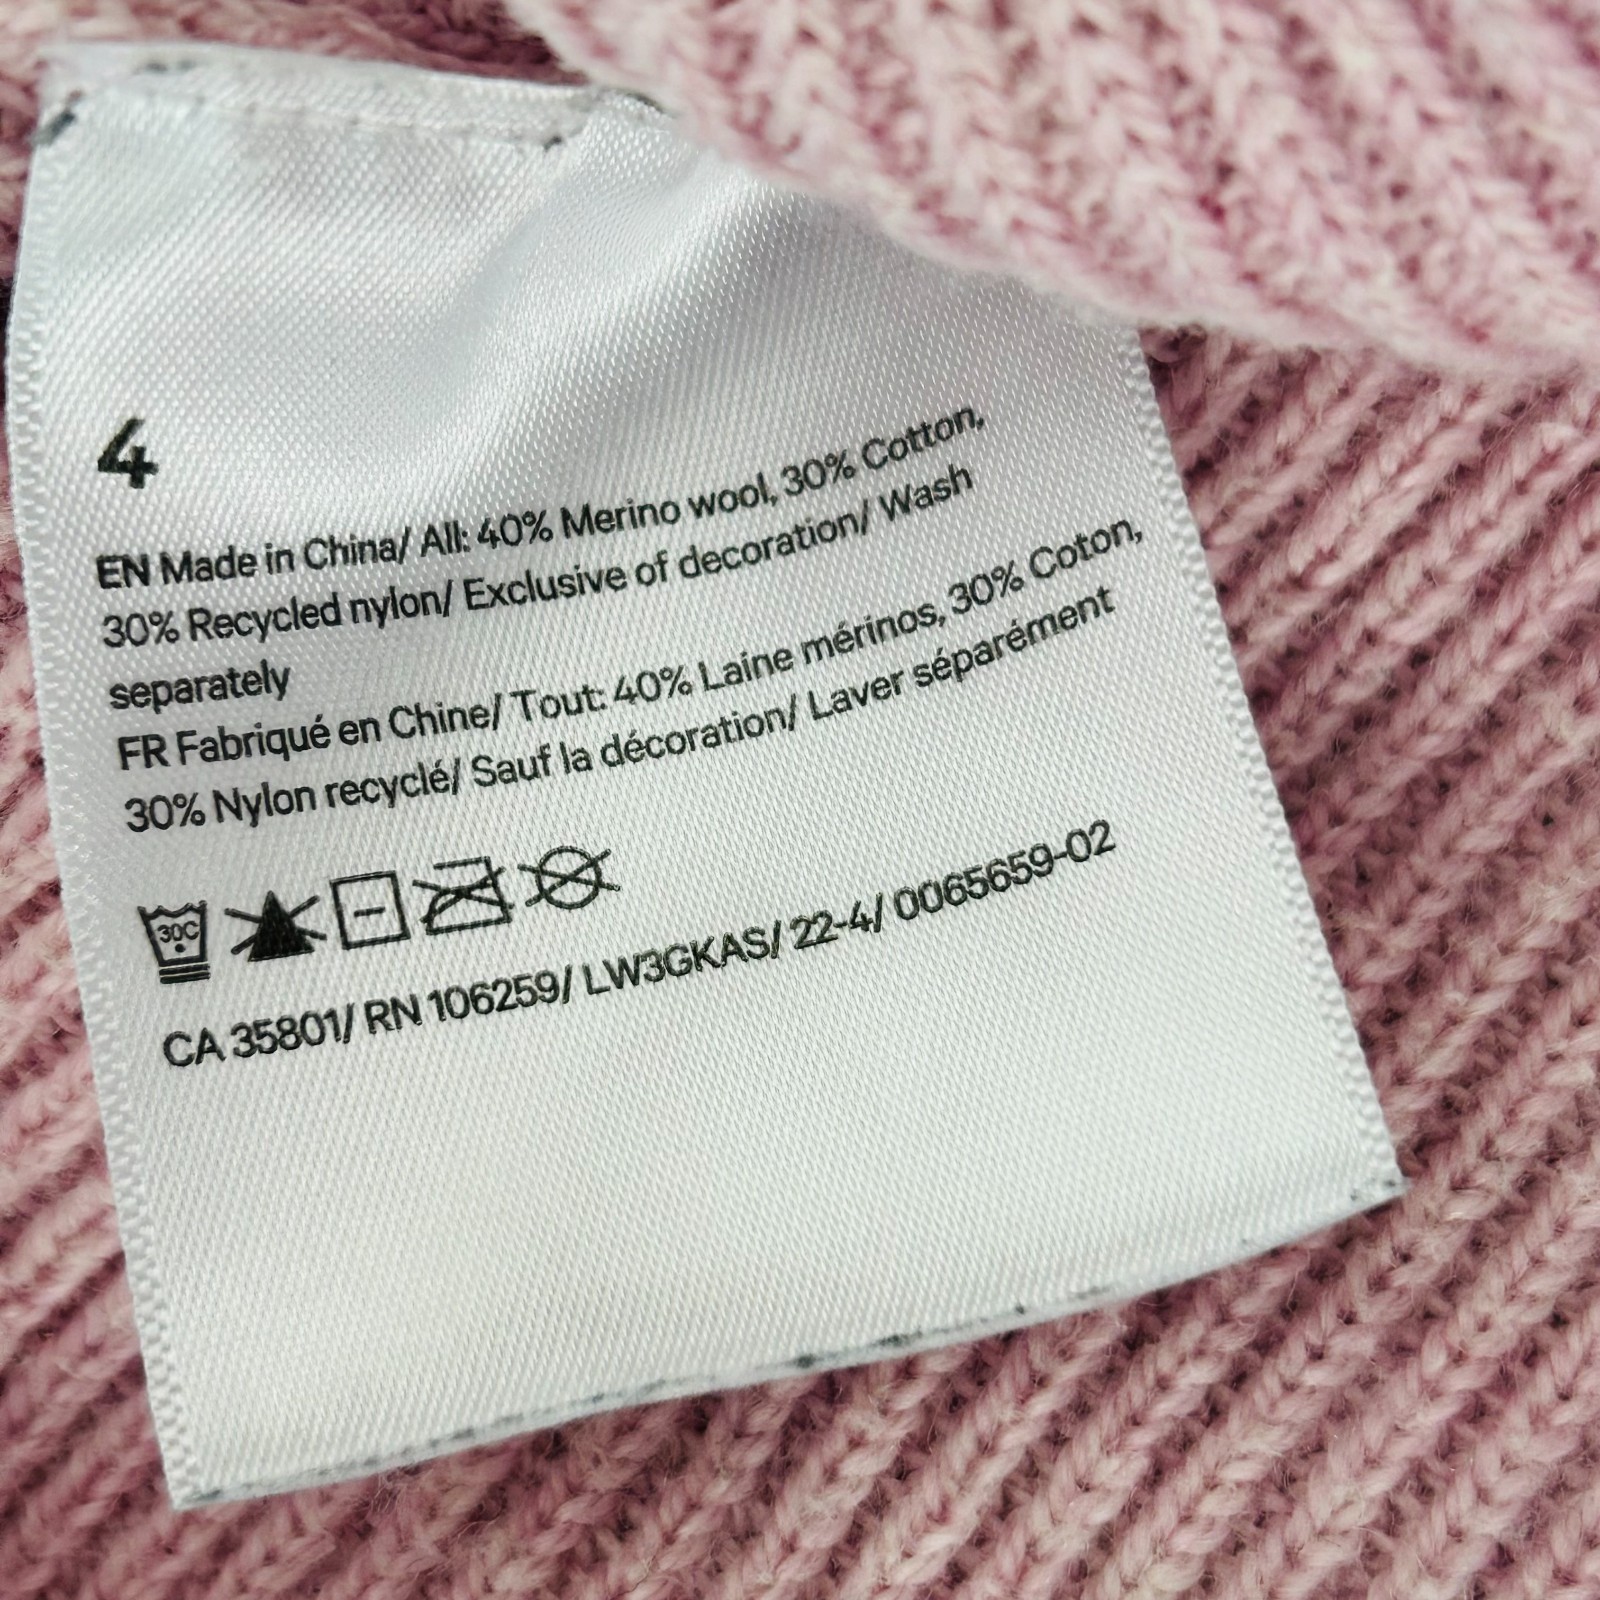 4
EN Made in China/ All: 40% Merino wool, 30% Cotton,
30% Recycled nylon/ Exclusive of decoration/ Wash
separately
FR Fabriqué en Chine/ Tout: 40% Laine mérinos, 30% Coton,
30% Nylon recyclé/ Sauf la décoration/ Laver séparément
30C
CA 35801/ RN 106259/ LW3GKAS/ 22-4/ 0065659-02